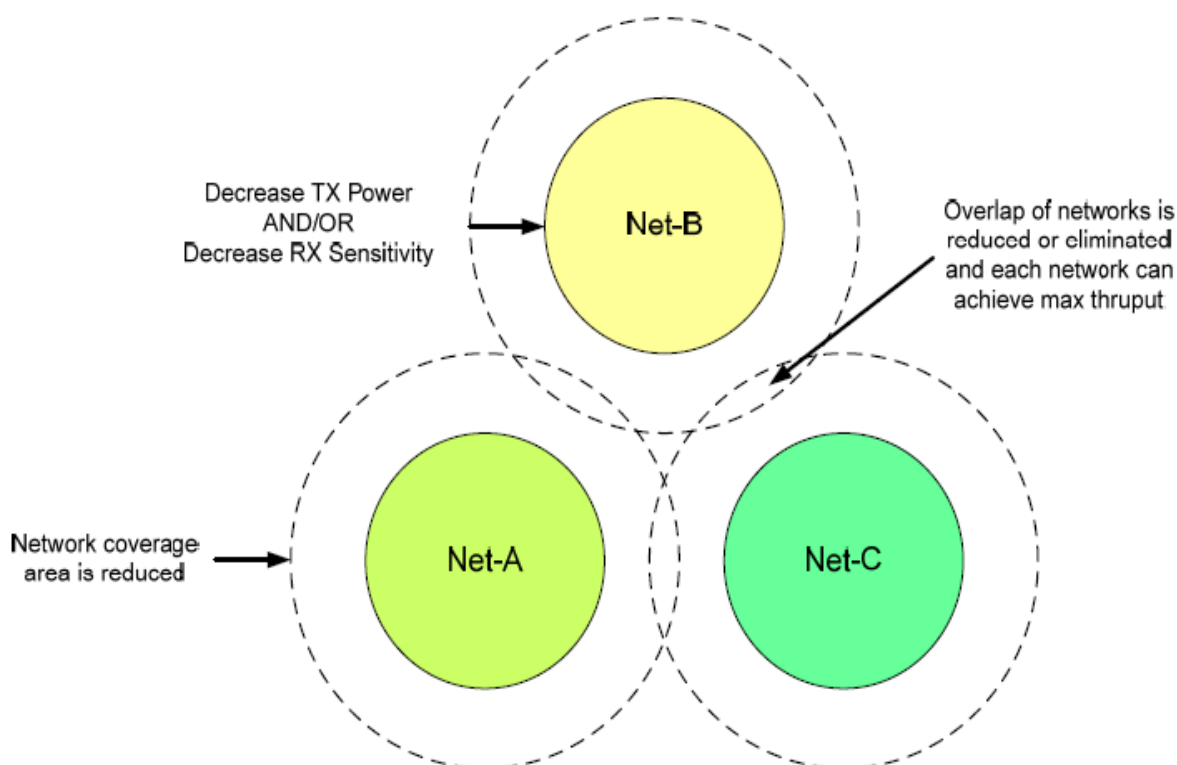 Net-B
Decrease TX Power
AND/OR
Decrease RX Sensitivity
Overlap of networks is
reduced or eliminated
and each network can
achieve max thruput
Network coverage
area is reduced
Net-A
Net-C